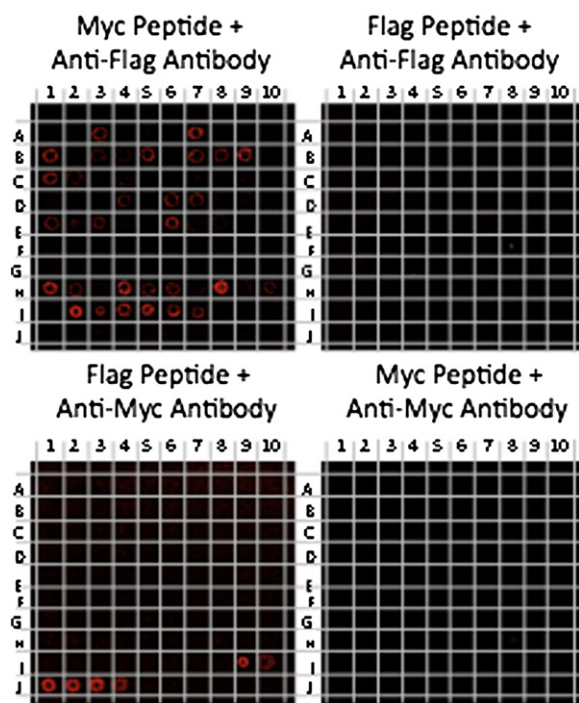 Myc Peptide +
Anti-Flag Antibody
1 2 3 4 5 6 7 8 9 10
A
B
C
D
E
F
G
H
I
J
Flag Peptide +
Anti-Flag Antibody
1 2 3 4 5 6 7 8 9 10
A
B
C
D
E
F
G
H
I
J
Flag Peptide +
Anti-Myc Antibody
1 2 3 4 5 6 7 8 9 10
A
B
C
D
E
F
G
H
I
J
Myc Peptide +
Anti-Myc Antibody
1 2 3 4 5 6 7 8 9 10
A
B
C
D
E
F
G
H
I
J